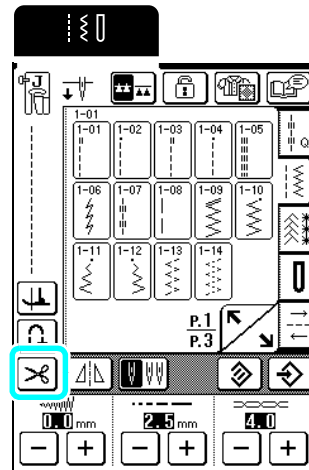 J
1-01
1-01 1-02 1-03 1-04 1-05
Q
1-06 1-07 1-08 1-09 1-10
1-11 1-12 1-13 1-14
P.1
P.3
0.0 mm 2.5 mm 4.0
− + − + − +